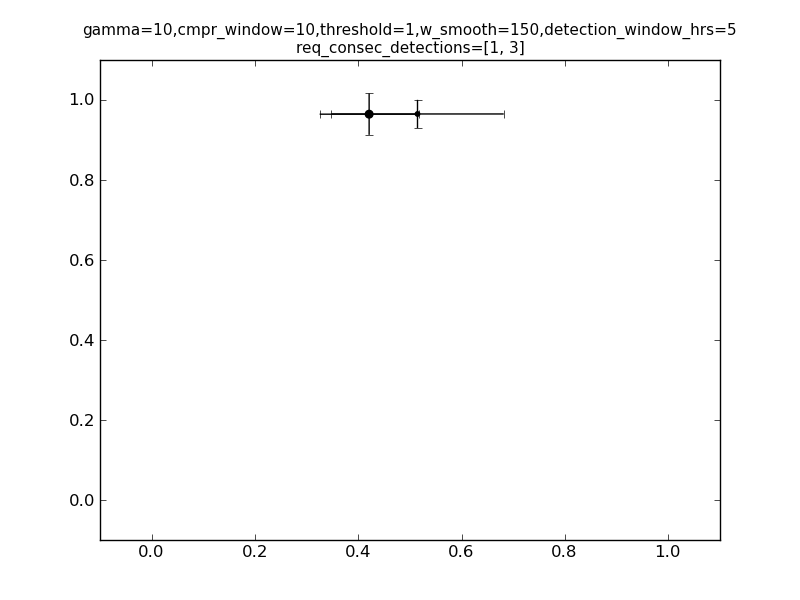 gamma=10,cmpr_window=10,threshold=1,w_smooth=150,detection_window_hrs=5
req_consec_detections=[1, 3]
1.0
0.8
0.6
0.4
0.2
0.0
0.0 0.2 0.4 0.6 0.8 1.0